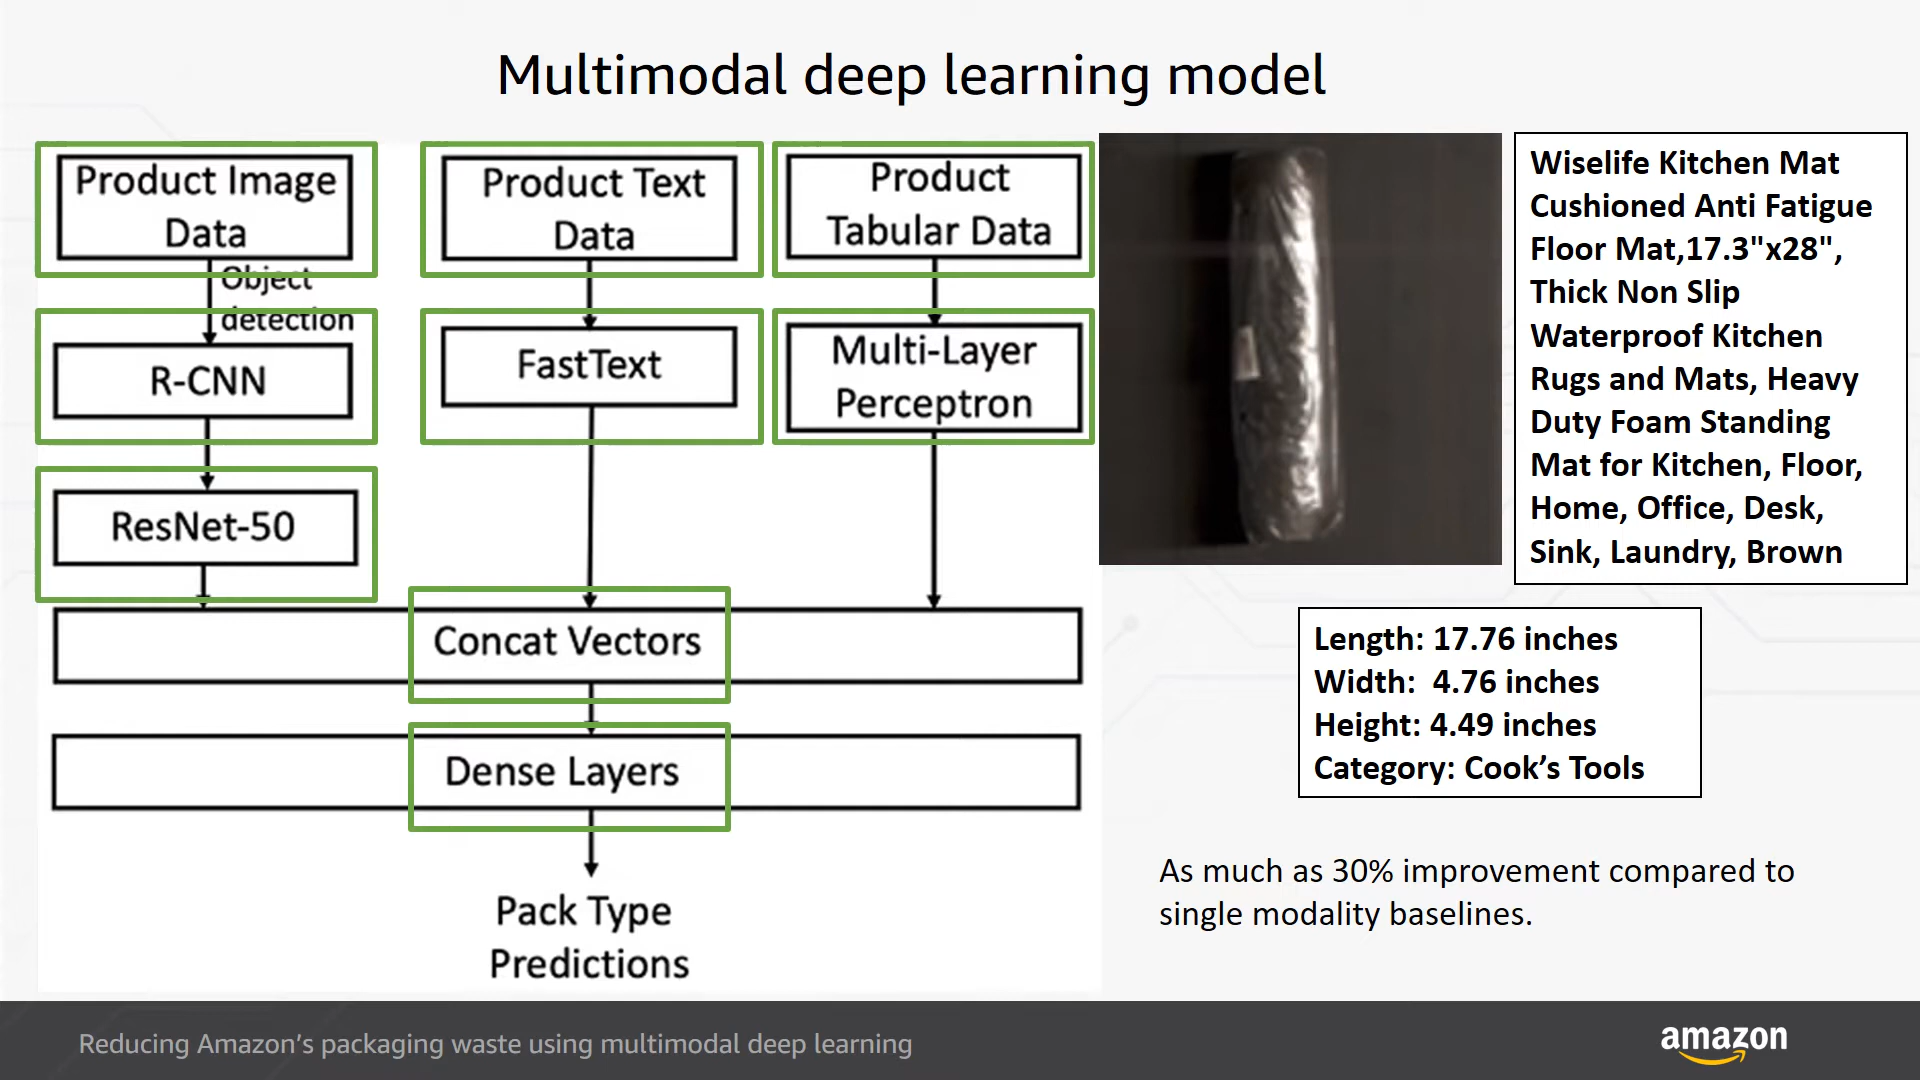 Multimodal deep learning model
Product Image
Data
Object
detection
R-CNN
ResNet-50
Product Text
Data
FastText
Product
Tabular Data
Multi-Layer
Perceptron
Concat Vectors
Dense Layers
Pack Type
Predictions
Wiselife Kitchen Mat
Cushioned Anti Fatigue
Floor Mat,17.3"x28",
Thick Non Slip
Waterproof Kitchen
Rugs and Mats, Heavy
Duty Foam Standing
Mat for Kitchen, Floor,
Home, Office, Desk,
Sink, Laundry, Brown
Length: 17.76 inches
Width:  4.76 inches
Height: 4.49 inches
Category: Cook’s Tools
As much as 30% improvement compared to
single modality baselines.
Reducing Amazon’s packaging waste using multimodal deep learning
amazon